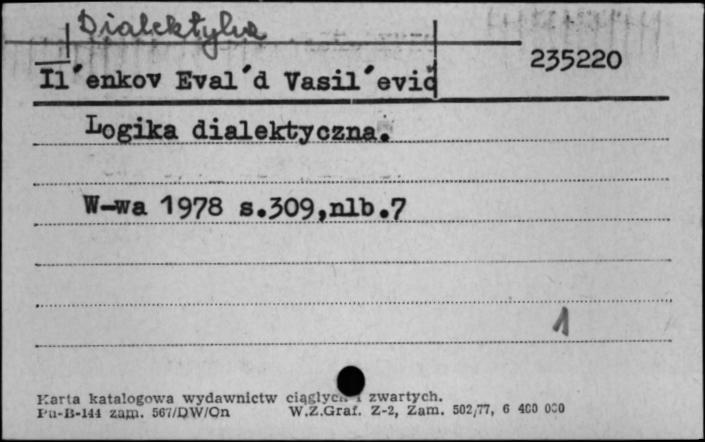 Dialektyka
235220
Il´enkov Eval´d Vasil´evič
Logika dialektyczna.
W-wa 1978 s.309,nlb.7
1
Karta katalogowa wydawnictw ciągłych i zwartych.
Pu-B-144 zam. 567/DW/On W.Z.Graf. Z-2, Zam. 502/77, 6 400 000